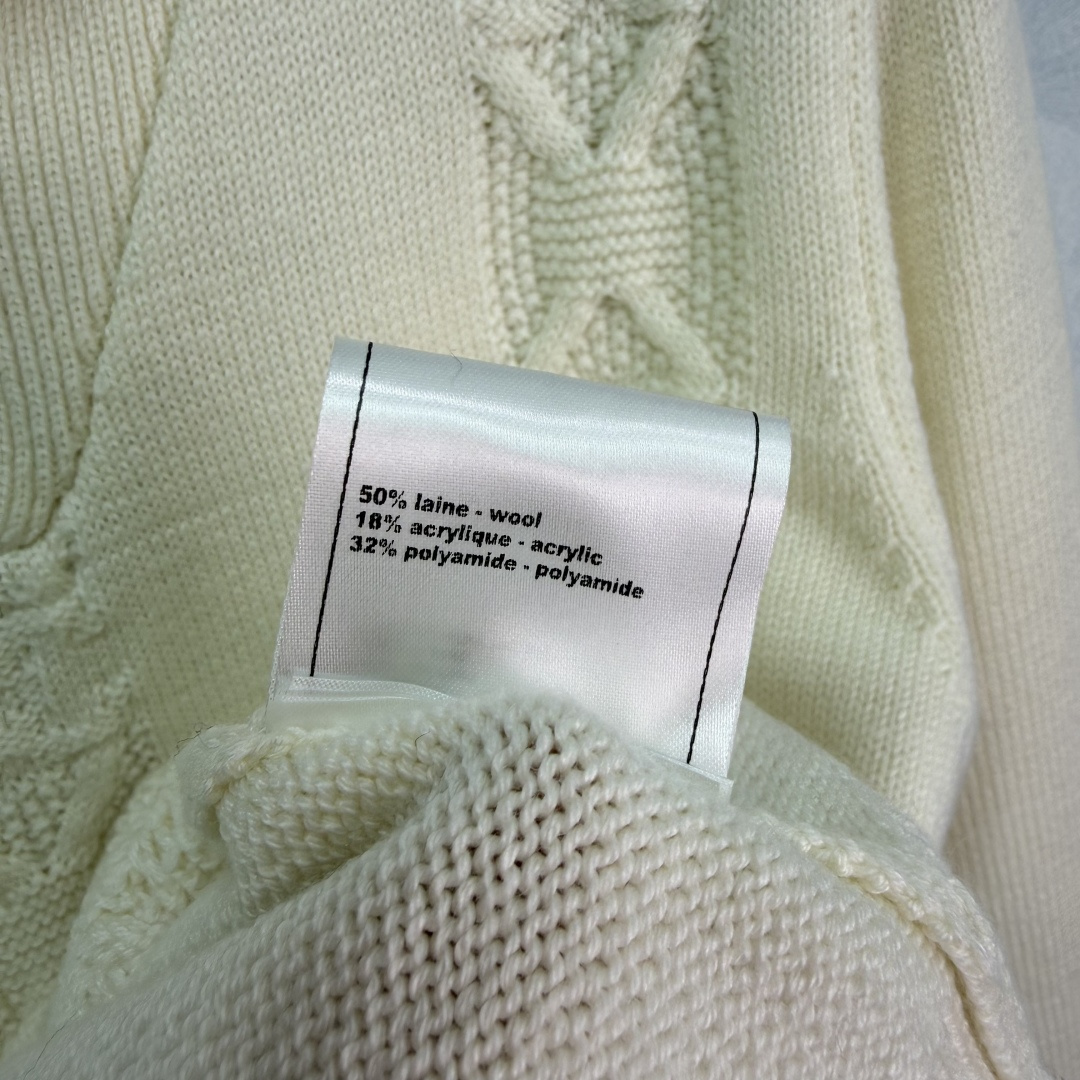 50% laine - wool
18% acrylique - acrylic
32% polyamide - polyamide